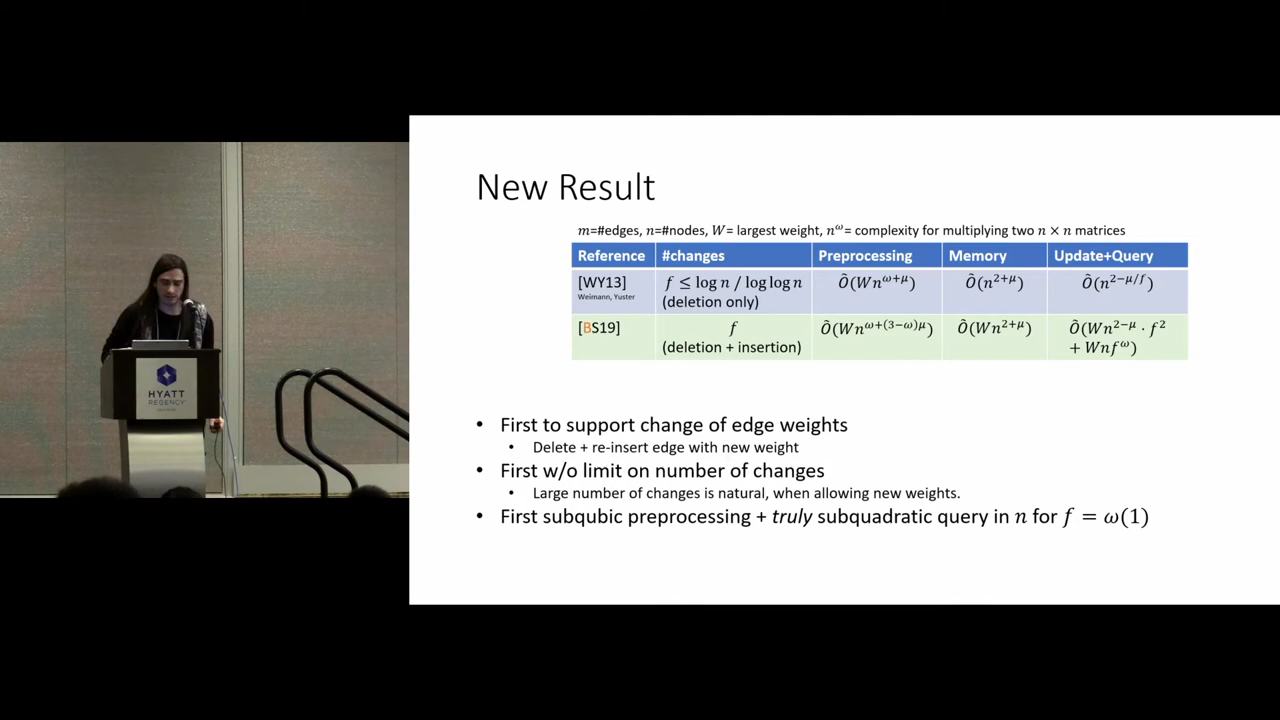 New Result
m=#edges, n=#nodes, W= largest weight, n^ω= complexity for multiplying two n × n matrices
Reference #changes Preprocessing Memory Update+Query
[WY13] f ≤ log n / log log n Õ(Wn^{ω+μ}) Õ(n^{2+μ}) Õ(n^{2−μ/f})
Weimann, Yuster (deletion only)
[BS19] f Õ(Wn^{ω+(3−ω)μ}) Õ(Wn^{2+μ}) Õ(Wn^{2−μ} · f^2
(deletion + insertion) + Wnf^ω)
• First to support change of edge weights
• Delete + re-insert edge with new weight
• First w/o limit on number of changes
• Large number of changes is natural, when allowing new weights.
• First subqubic preprocessing + truly subquadratic query in n for f = ω(1)
HYATT
REGENCY